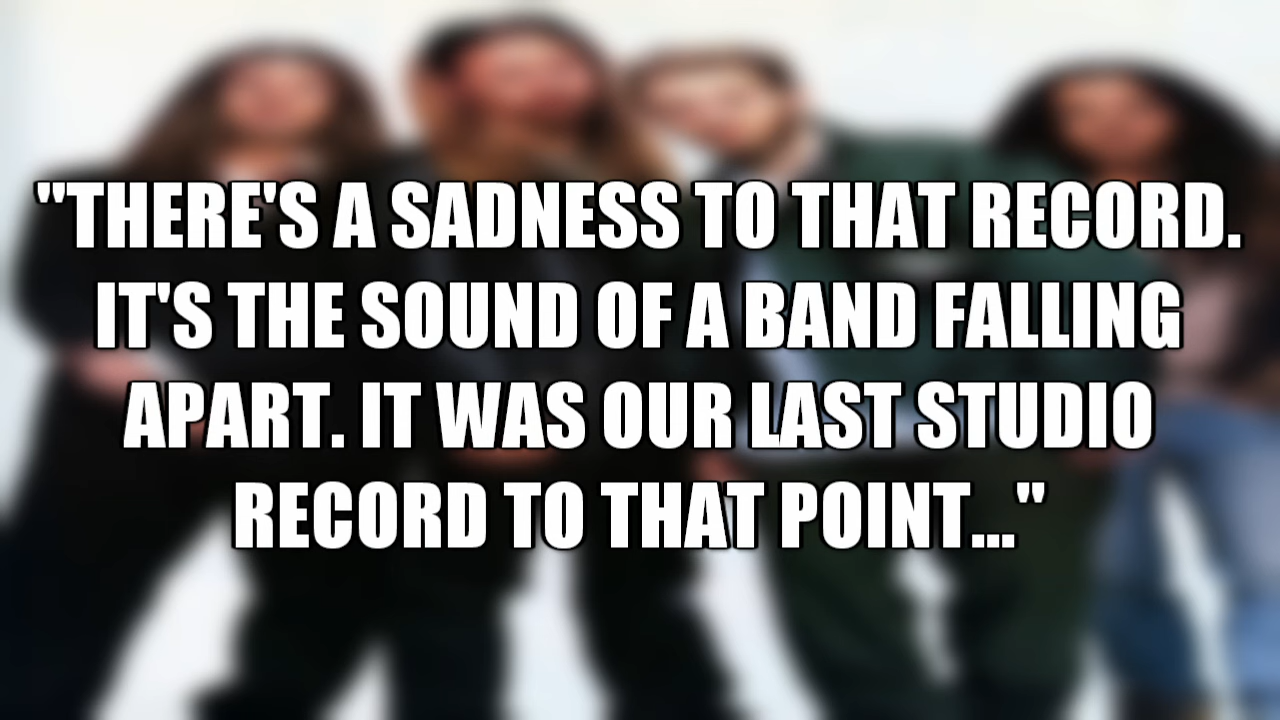 "THERE'S A SADNESS TO THAT RECORD.
IT'S THE SOUND OF A BAND FALLING
APART. IT WAS OUR LAST STUDIO
RECORD TO THAT POINT..."